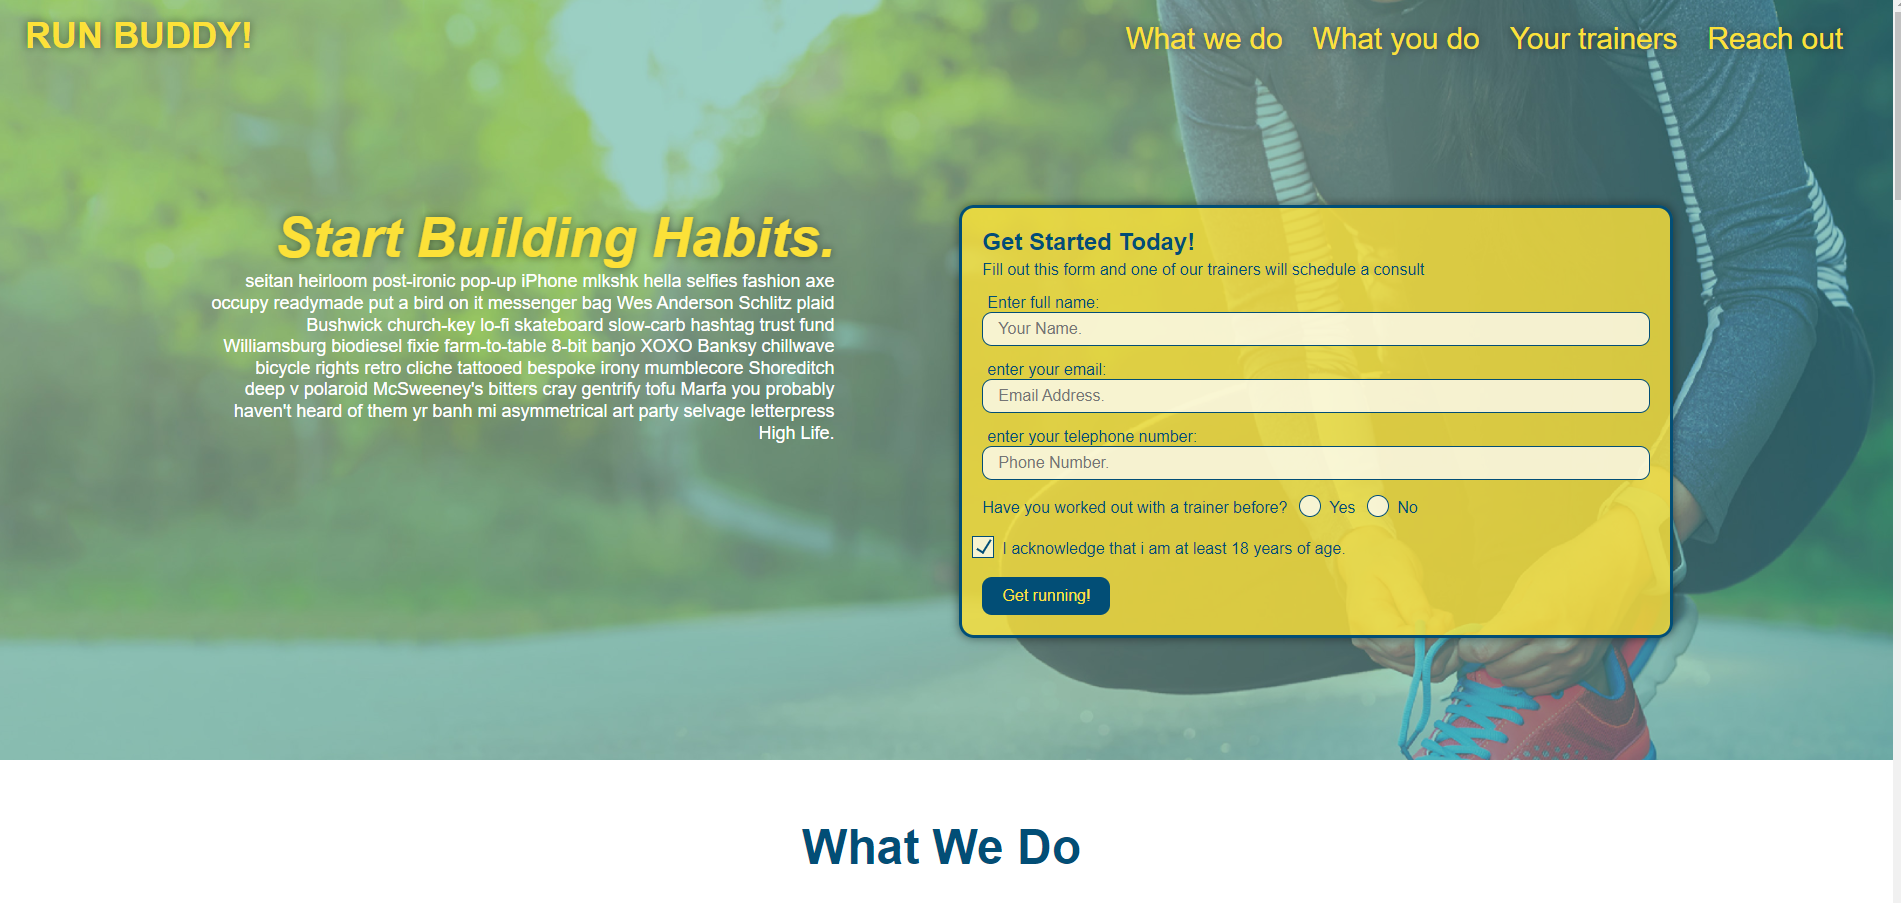 RUN BUDDY!
What we do
What you do
Your trainers
Reach out
Start Building Habits.
seitan heirloom post-ironic pop-up iPhone mlkshk hella selfies fashion axe
occupy readymade put a bird on it messenger bag Wes Anderson Schlitz plaid
Bushwick church-key lo-fi skateboard slow-carb hashtag trust fund
Williamsburg biodiesel fixie farm-to-table 8-bit banjo XOXO Banksy chillwave
bicycle rights retro cliche tattooed bespoke irony mumblecore Shoreditch
deep v polaroid McSweeney's bitters cray gentrify tofu Marfa you probably
haven't heard of them yr banh mi asymmetrical art party selvage letterpress
High Life.
Get Started Today!
Fill out this form and one of our trainers will schedule a consult
Enter full name:
Your Name.
enter your email:
Email Address.
enter your telephone number:
Phone Number.
Have you worked out with a trainer before? Yes No
I acknowledge that i am at least 18 years of age.
Get running!
What We Do